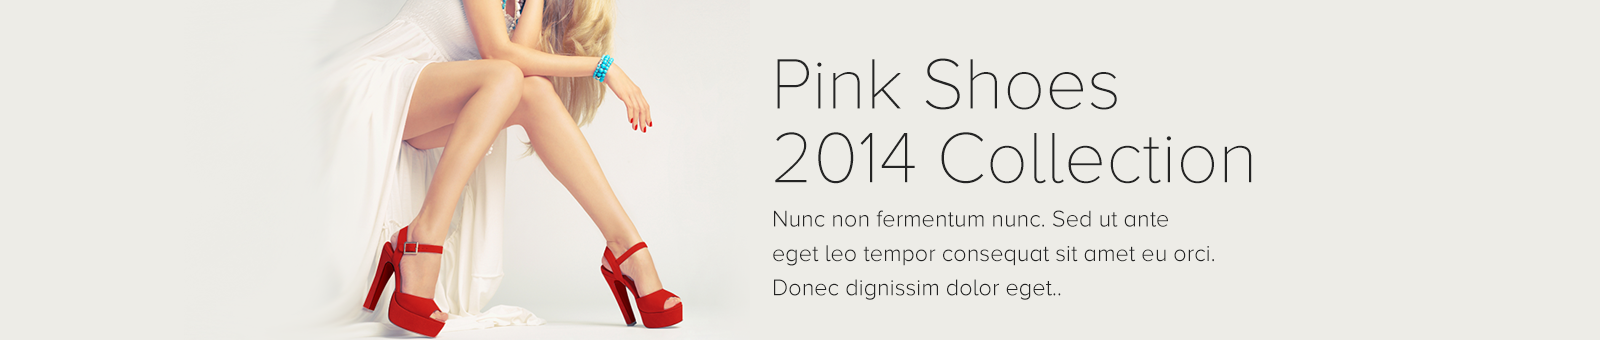 Pink Shoes
2014 Collection
Nunc non fermentum nunc. Sed ut ante
eget leo tempor consequat sit amet eu orci.
Donec dignissim dolor eget..